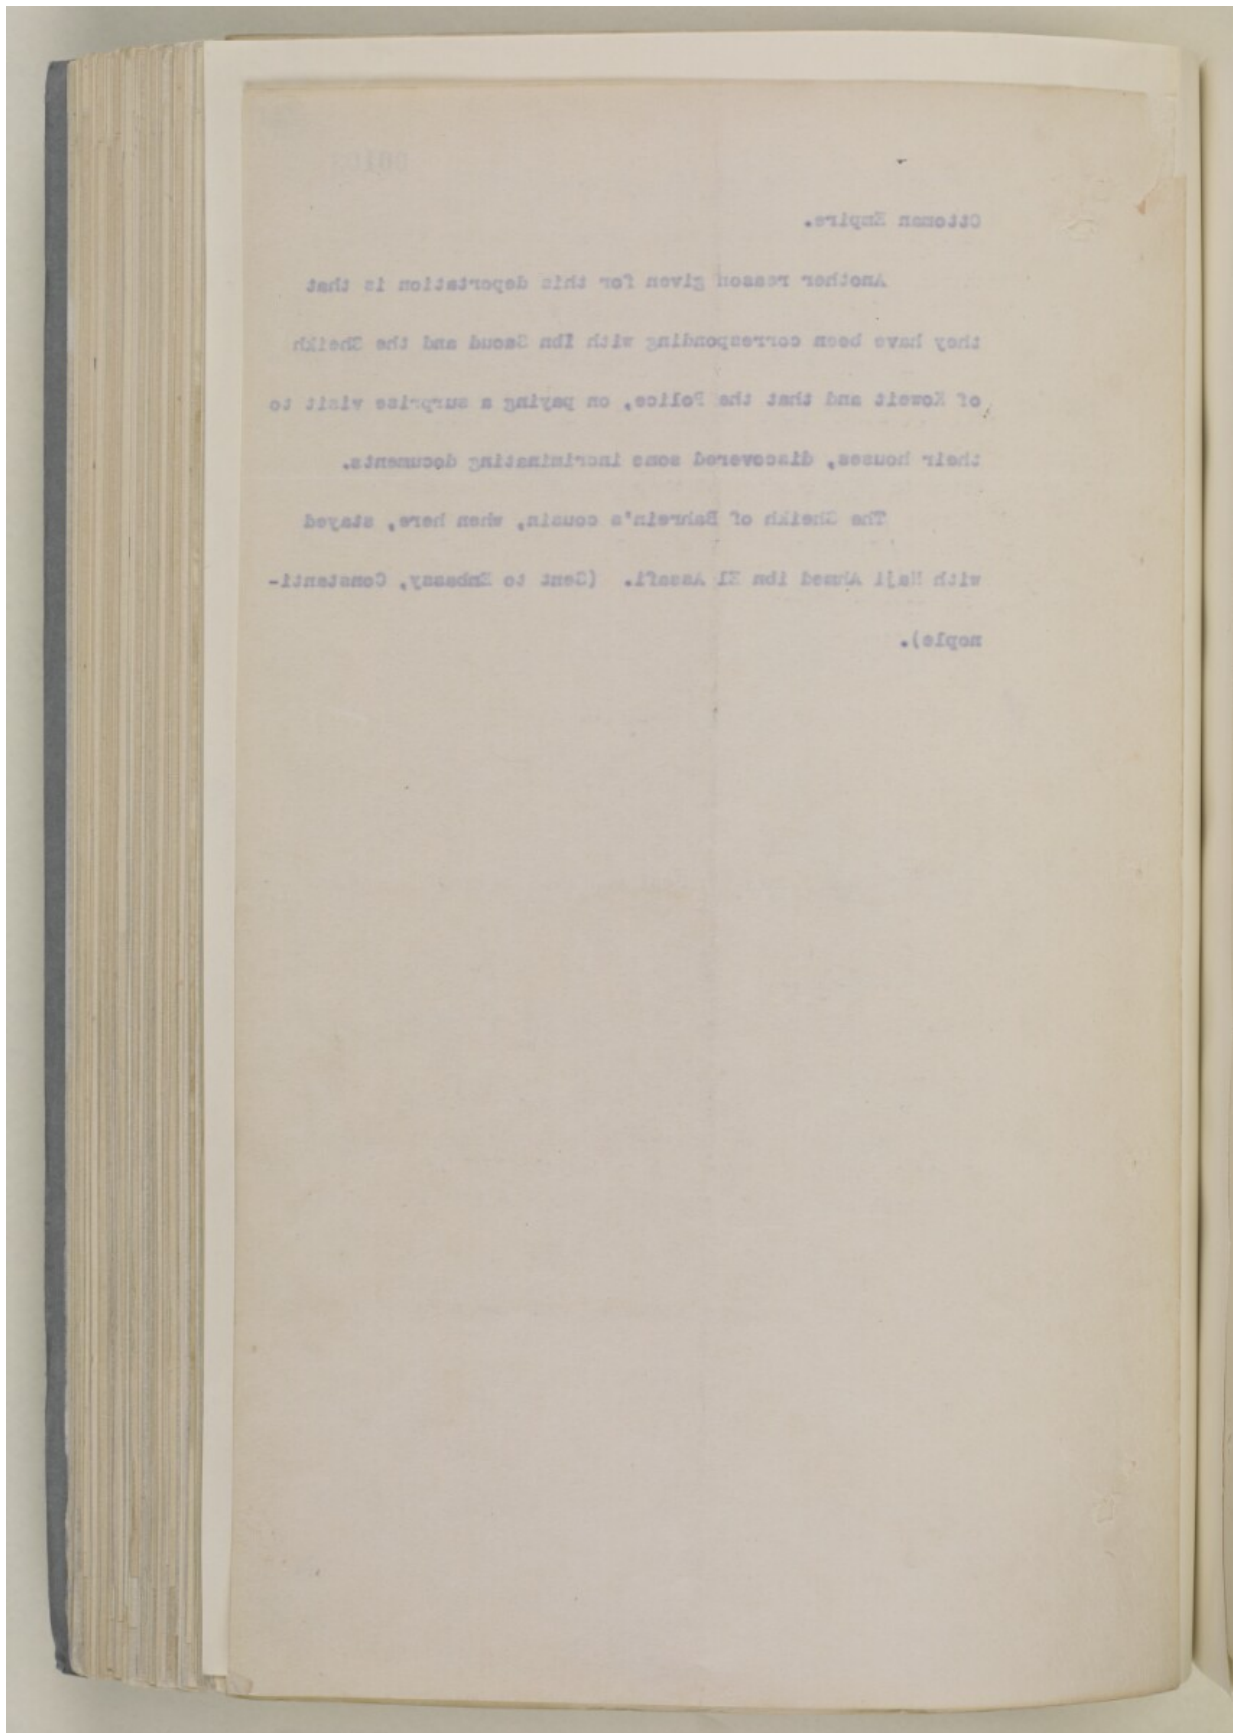 Ottoman Empire.
Another reason given for this deportation is that
they have been corresponding with Ibn Saoud and the Sheikh
of Koweit and that the Police, on paying a surprise visit to
their houses, discovered some incriminating documents.
The Sheikh of Bahrein's cousin, when here, stayed
with Haji Ahmed ibn El Assafi. (Sent to Embassy, Constanti-
nople).